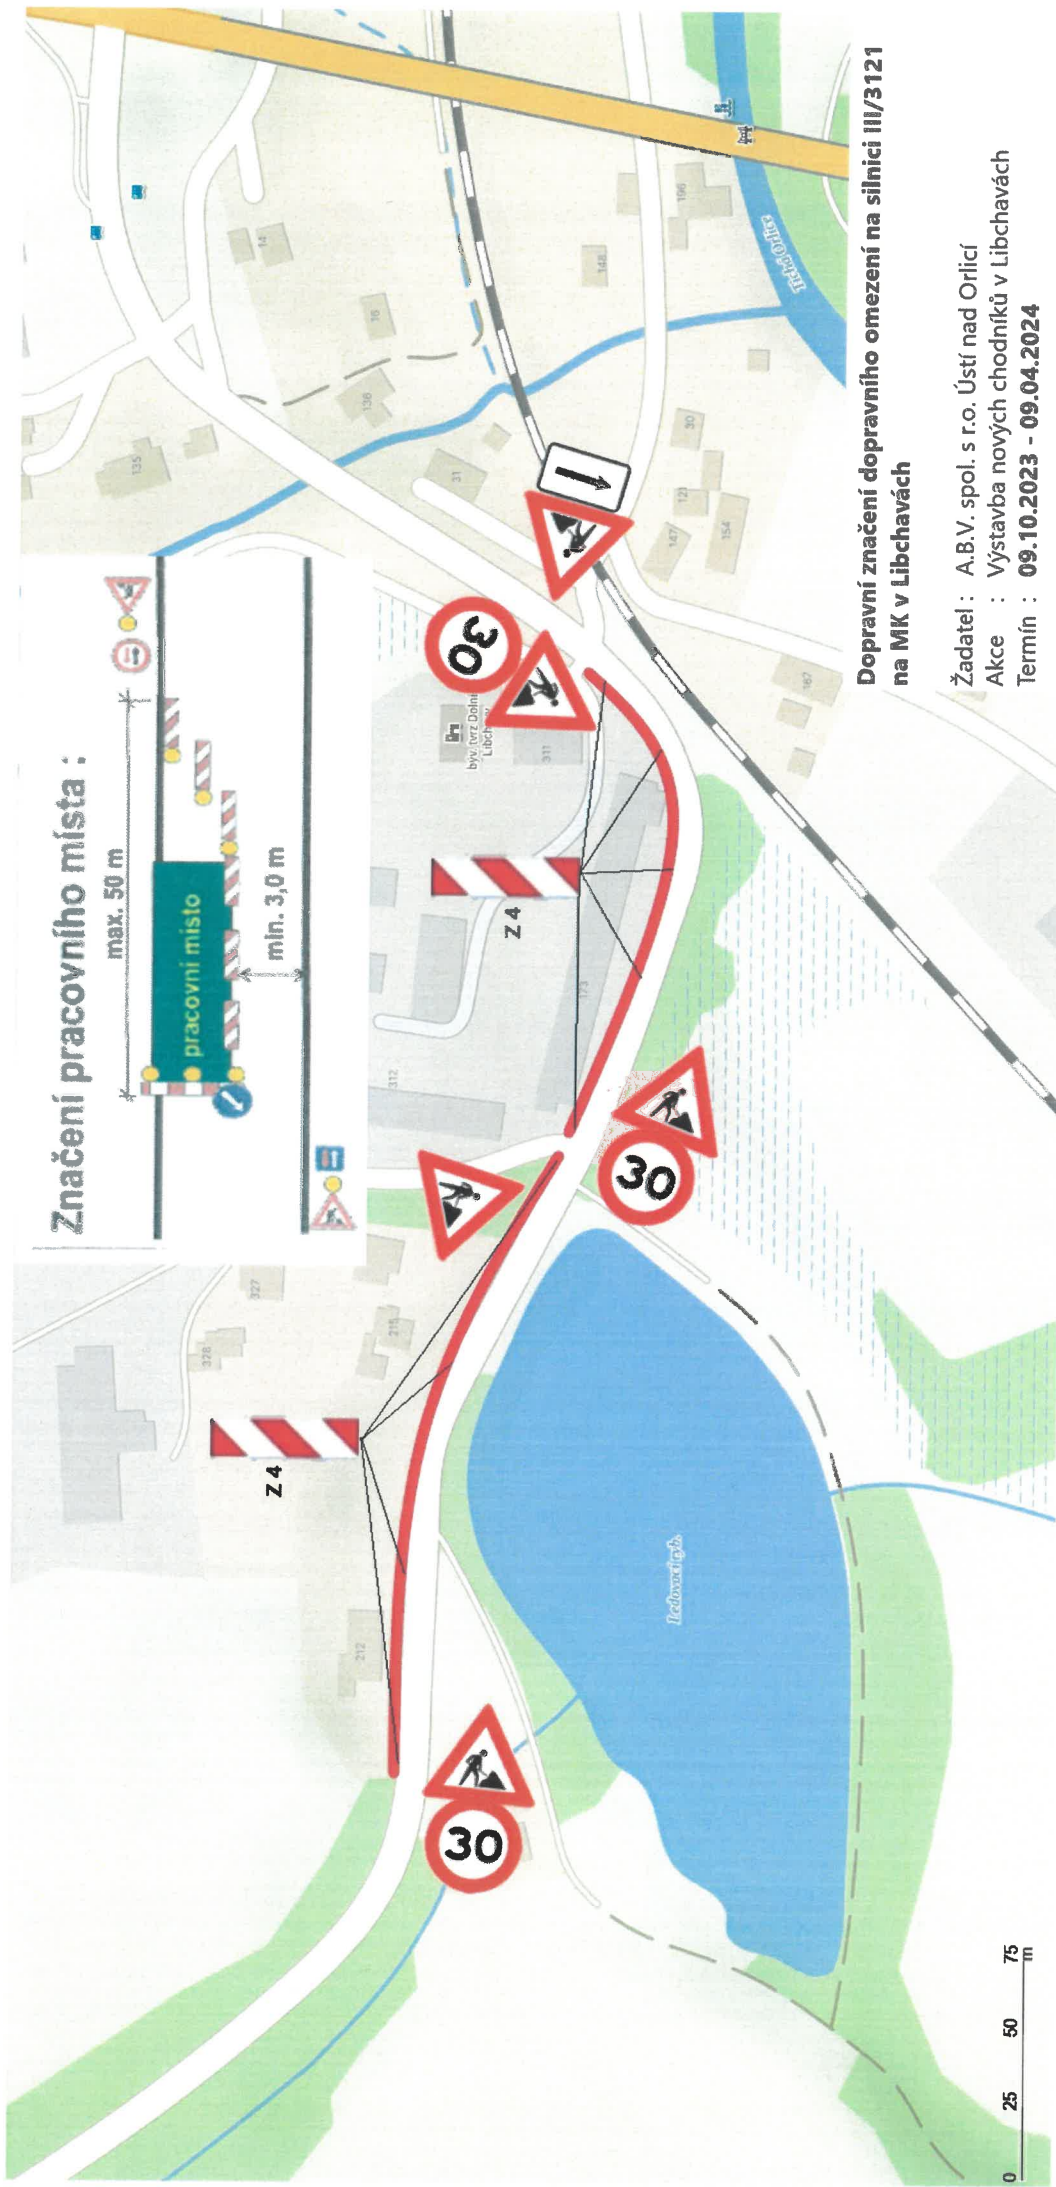 Značení pracovního místa :
max. 50 m
pracovní místo
min. 3,0 m
Z 4
Z 4
30
30
30
135
14
16
136
31
148
196
30
121
147
154
167
311
býv. tvrz Dolní
312
327
328
215
212
Tichá Orlice
Ledovací ryb.
Dopravní značení dopravního omezení na silnici III/3121
na MK v Libchavách
Žadatel : A.B.V. spol. s r.o. Ústí nad Orlicí
Akce : Výstavba nových chodníků v Libchavách
Termín : 09.10.2023 - 09.04.2024
0 25 50 75
m